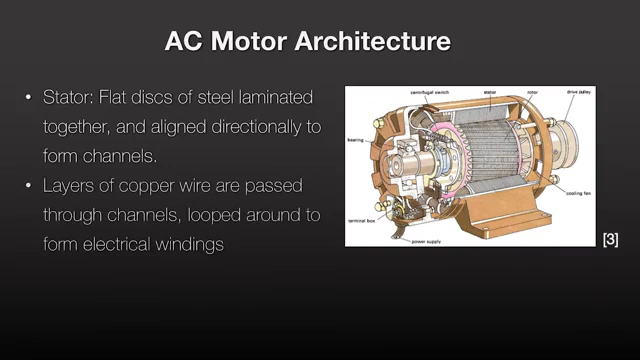 AC Motor Architecture
• Stator: Flat discs of steel laminated
together, and aligned directionally to
form channels.
• Layers of copper wire are passed
through channels, looped around to
form electrical windings
centrifugal switch
stator
rotor
drive pulley
bearing
cooling fan
terminal box
power supply
[3]